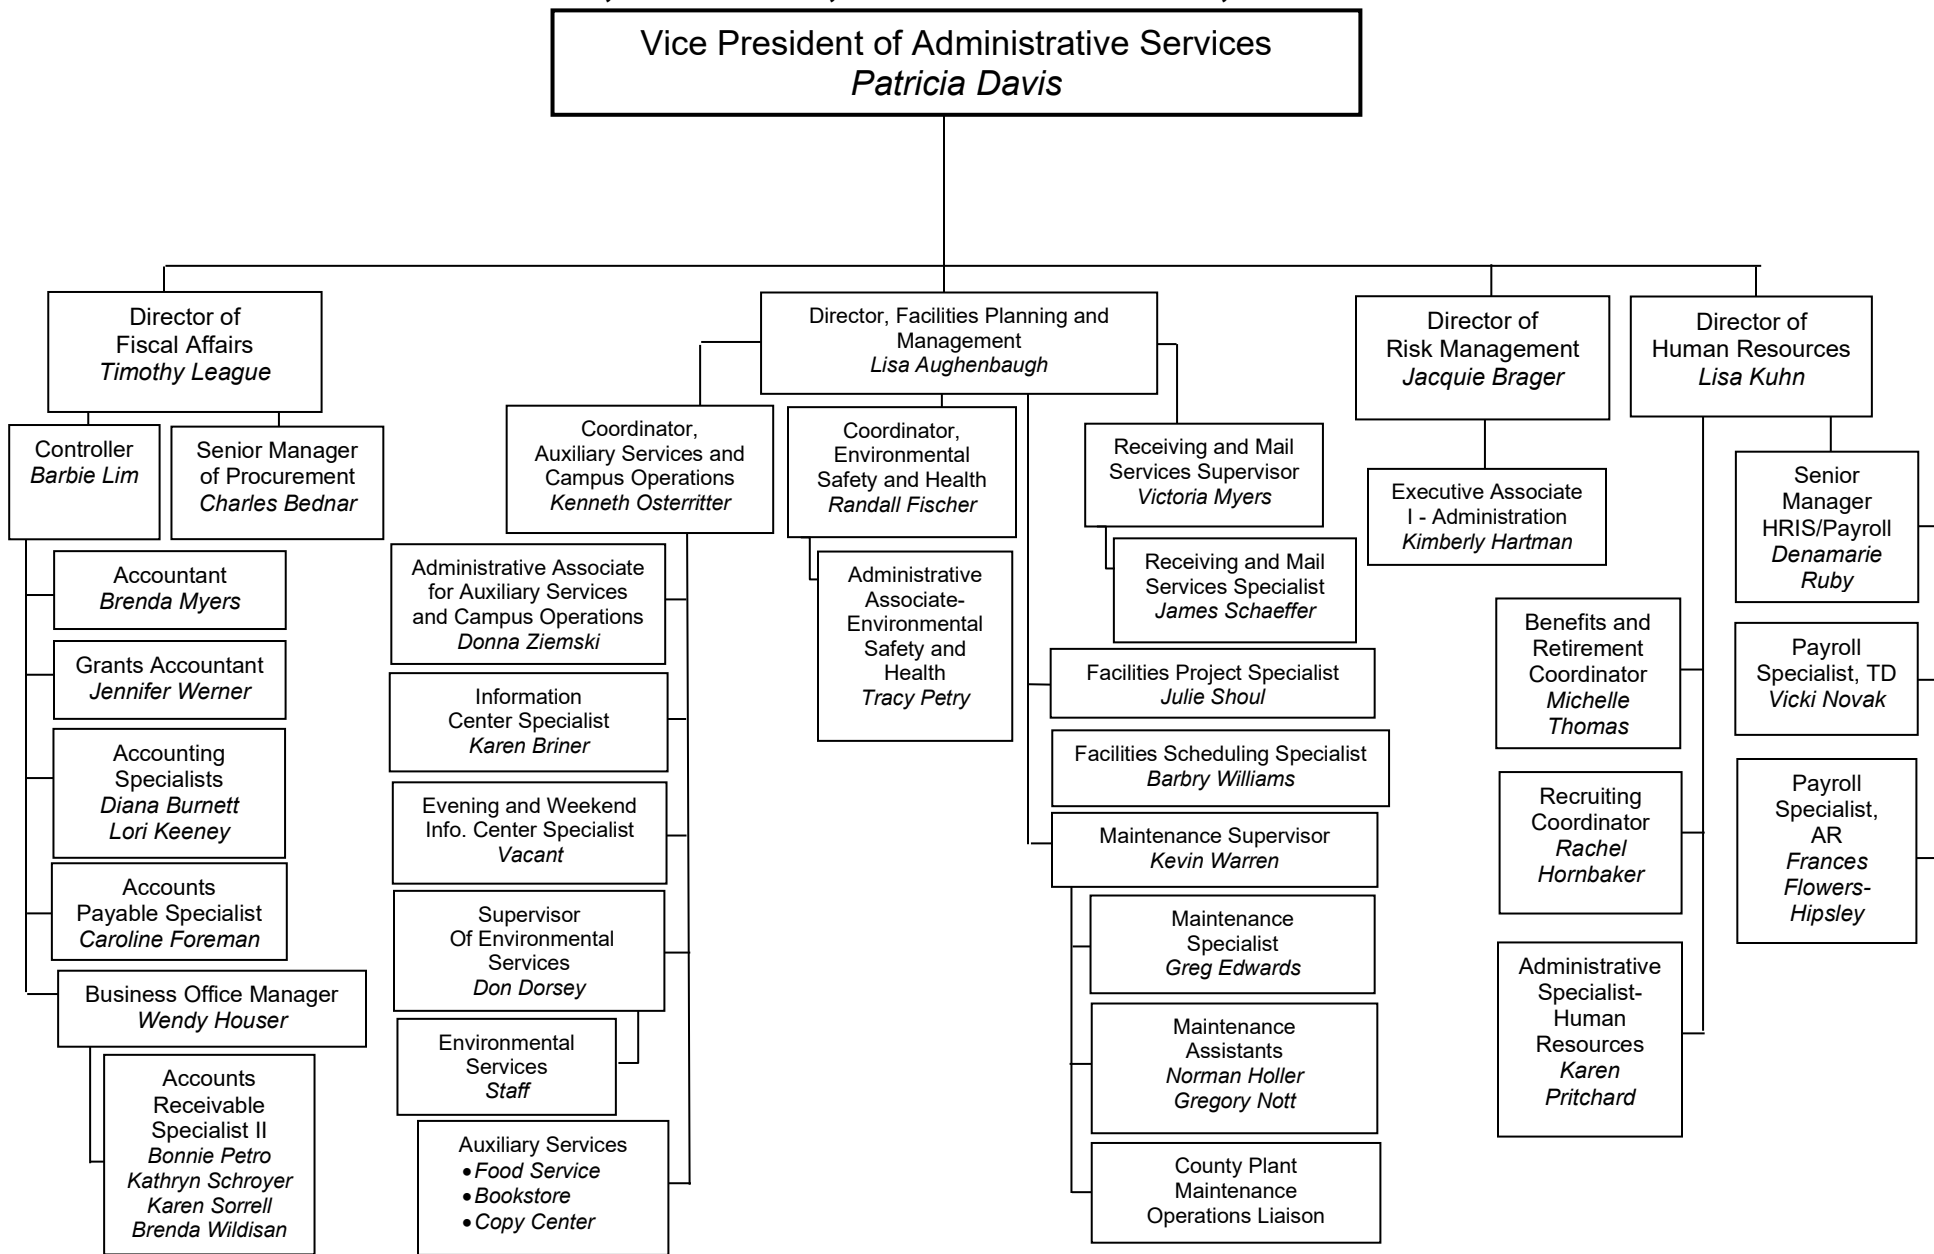 Vice President of Administrative Services
Patricia Davis
Director of
Fiscal Affairs
Timothy League
Director, Facilities Planning and
Management
Lisa Aughenbaugh
Director of
Risk Management
Jacquie Brager
Director of
Human Resources
Lisa Kuhn
Controller
Barbie Lim
Senior Manager
of Procurement
Charles Bednar
Accountant
Brenda Myers
Grants Accountant
Jennifer Werner
Accounting
Specialists
Diana Burnett
Lori Keeney
Accounts
Payable Specialist
Caroline Foreman
Business Office Manager
Wendy Houser
Accounts
Receivable
Specialist II
Bonnie Petro
Kathryn Schroyer
Karen Sorrell
Brenda Wildisan
Coordinator,
Auxiliary Services and
Campus Operations
Kenneth Osterritter
Administrative Associate
for Auxiliary Services
and Campus Operations
Donna Ziemski
Information
Center Specialist
Karen Briner
Evening and Weekend
Info. Center Specialist
Vacant
Supervisor
Of Environmental
Services
Don Dorsey
Environmental
Services
Staff
Auxiliary Services
• Food Service
• Bookstore
• Copy Center
Coordinator,
Environmental
Safety and Health
Randall Fischer
Administrative
Associate-
Environmental
Safety and
Health
Tracy Petry
Receiving and Mail
Services Supervisor
Victoria Myers
Receiving and Mail
Services Specialist
James Schaeffer
Facilities Project Specialist
Julie Shoul
Facilities Scheduling Specialist
Barbry Williams
Maintenance Supervisor
Kevin Warren
Maintenance
Specialist
Greg Edwards
Maintenance
Assistants
Norman Holler
Gregory Nott
County Plant
Maintenance
Operations Liaison
Executive Associate
I - Administration
Kimberly Hartman
Benefits and
Retirement
Coordinator
Michelle
Thomas
Recruiting
Coordinator
Rachel
Hornbaker
Administrative
Specialist-
Human
Resources
Karen
Pritchard
Senior
Manager
HRIS/Payroll
Denamarie
Ruby
Payroll
Specialist, TD
Vicki Novak
Payroll
Specialist,
AR
Frances
Flowers-
Hipsley